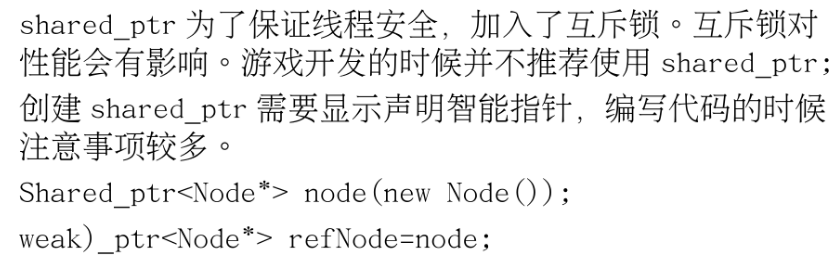 shared_ptr 为了保证线程安全，加入了互斥锁。互斥锁对
性能会有影响。游戏开发的时候并不推荐使用 shared_ptr;
创建 shared_ptr 需要显示声明智能指针，编写代码的时候
注意事项较多。
Shared_ptr<Node*> node(new Node());
weak)_ptr<Node*> refNode=node;